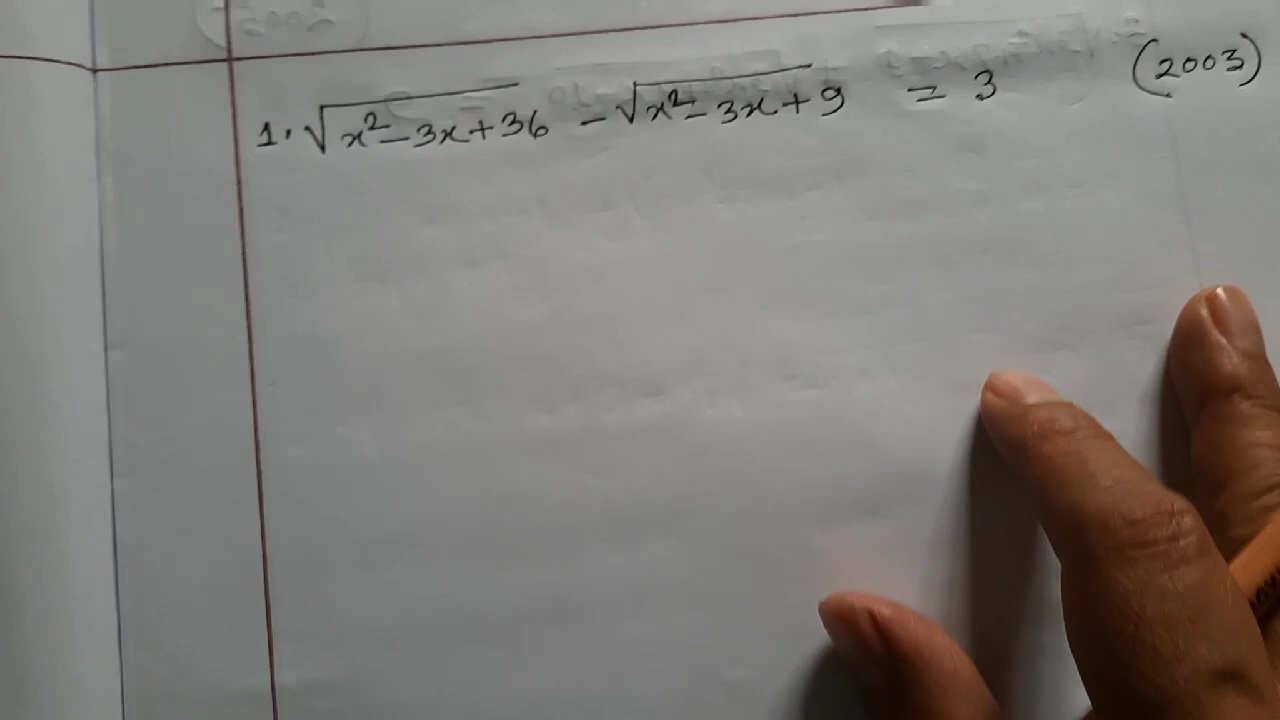 1. √x²-3x+36 - √x²-3x+9 = 3 (2003)